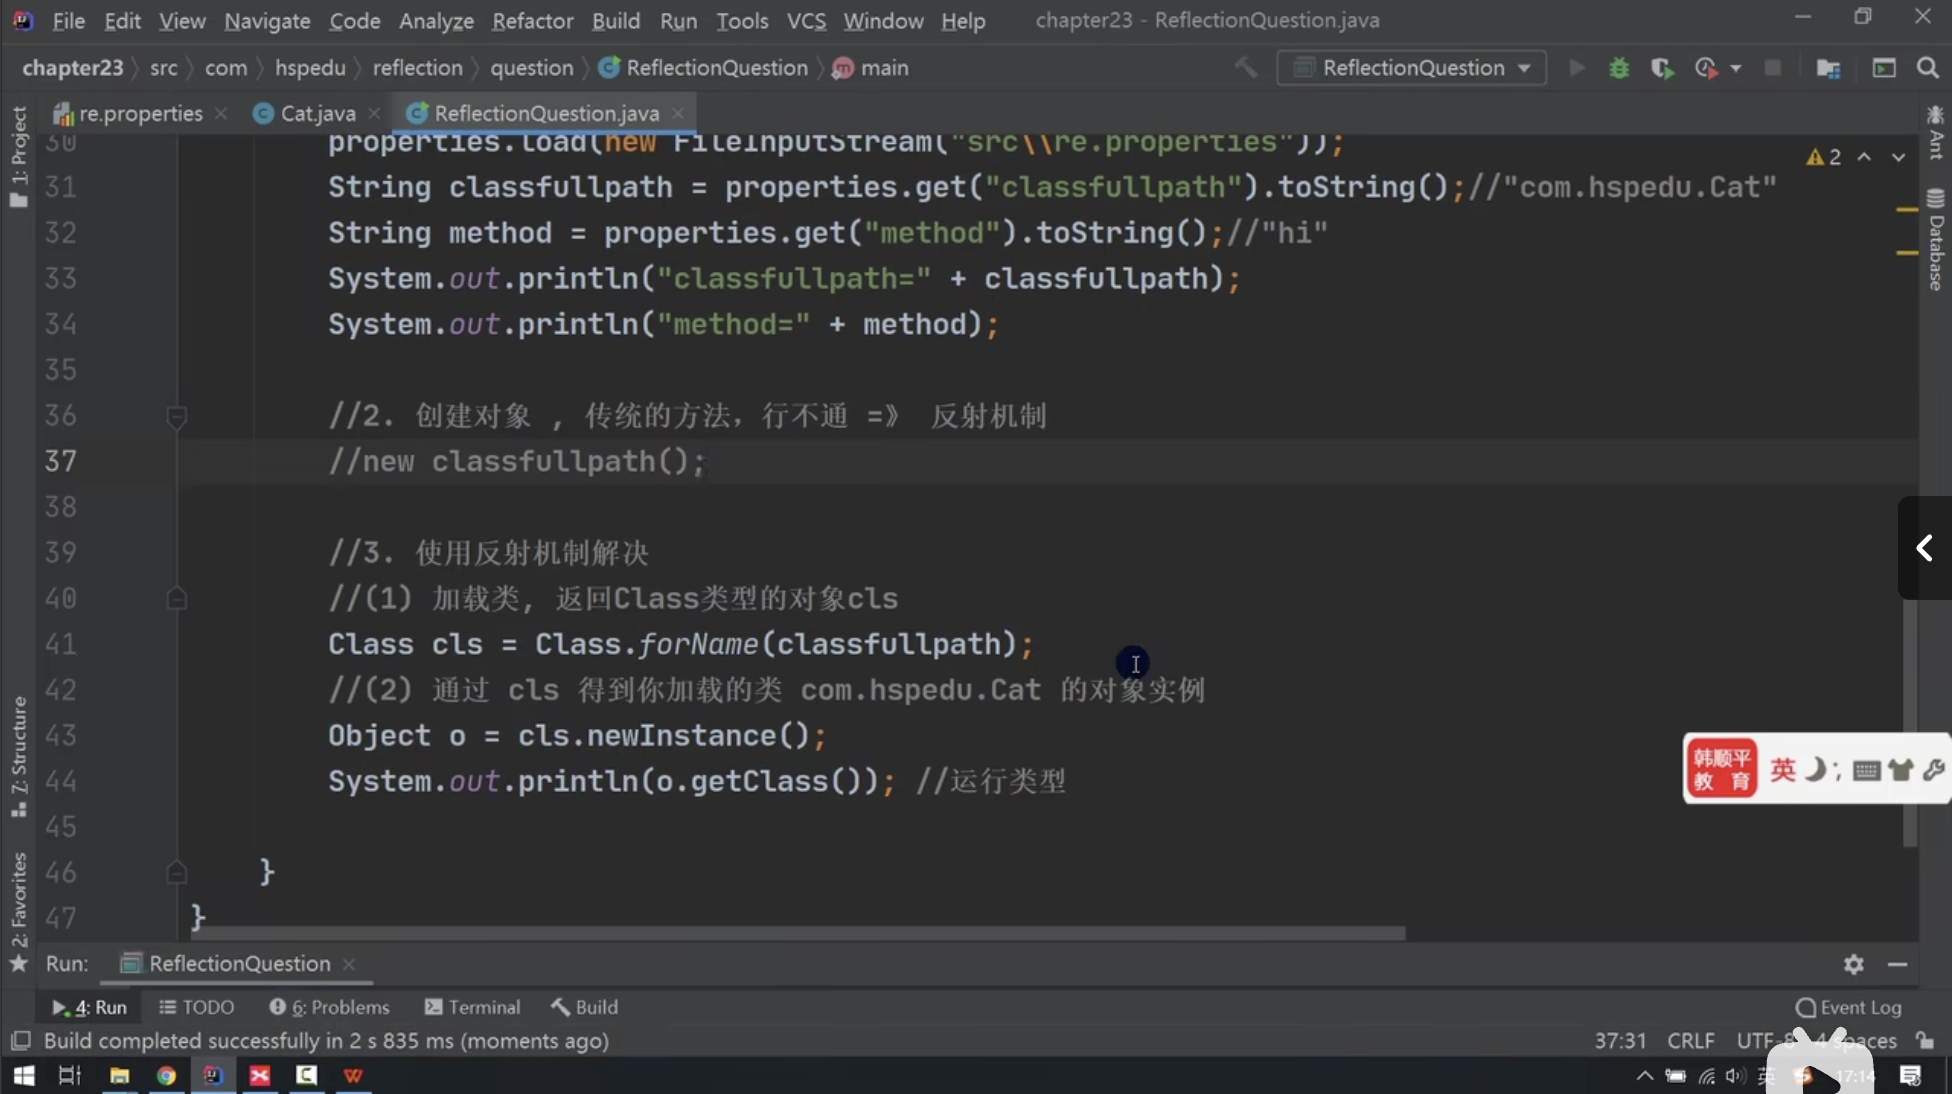 File Edit View Navigate Code Analyze Refactor Build Run Tools VCS Window Help chapter23 - ReflectionQuestion.java
chapter23 src com hspedu reflection question ReflectionQuestion main ReflectionQuestion
re.properties Cat.java ReflectionQuestion.java
1: Project
Ant
Database
2
30 properties.load(new FileInputStream("src\\re.properties"));
31 String classfullpath = properties.get("classfullpath").toString();//"com.hspedu.Cat"
32 String method = properties.get("method").toString();//"hi"
33 System.out.println("classfullpath=" + classfullpath);
34 System.out.println("method=" + method);
35
36 //2. 创建对象 , 传统的方法，行不通 =》 反射机制
37 //new classfullpath();
38
39 //3. 使用反射机制解决
40 //(1) 加载类, 返回Class类型的对象cls
41 Class cls = Class.forName(classfullpath);
42 //(2) 通过 cls 得到你加载的类 com.hspedu.Cat 的对象实例
43 Object o = cls.newInstance();
44 System.out.println(o.getClass()); //运行类型
45
46 }
47 }
7: Structure
2: Favorites
韩顺平
教 育
英
Run: ReflectionQuestion
4: Run TODO 6: Problems Terminal Build Event Log
Build completed successfully in 2 s 835 ms (moments ago) 37:31 CRLF UTF-8 4 spaces
英 17:14